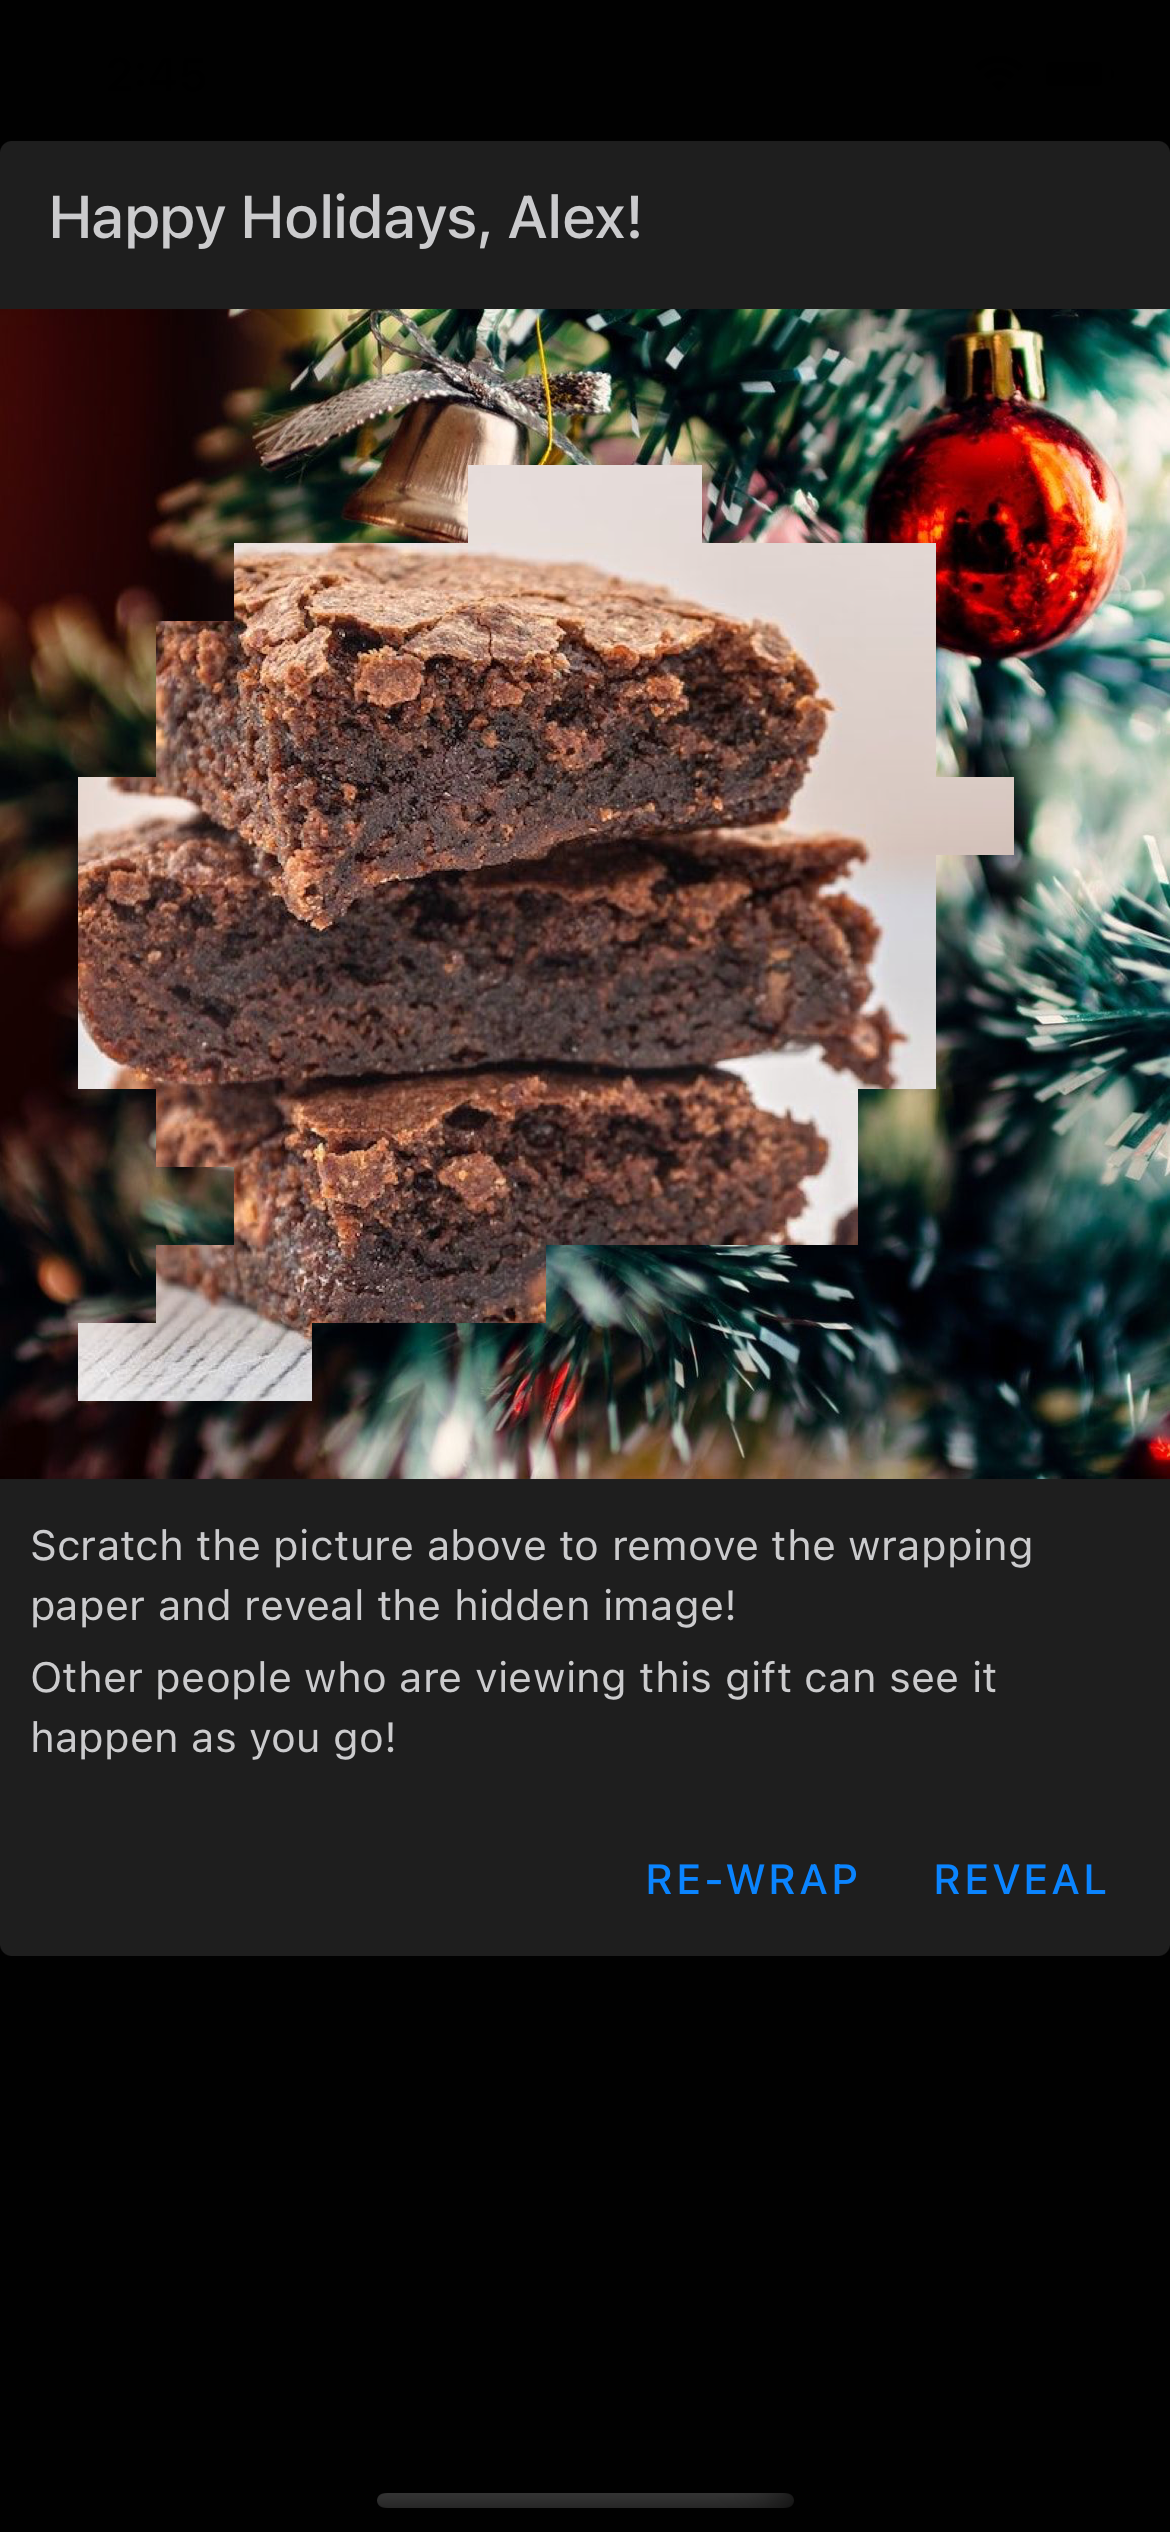 Happy Holidays, Alex!
Scratch the picture above to remove the wrapping
paper and reveal the hidden image!
Other people who are viewing this gift can see it
happen as you go!
RE-WRAP REVEAL